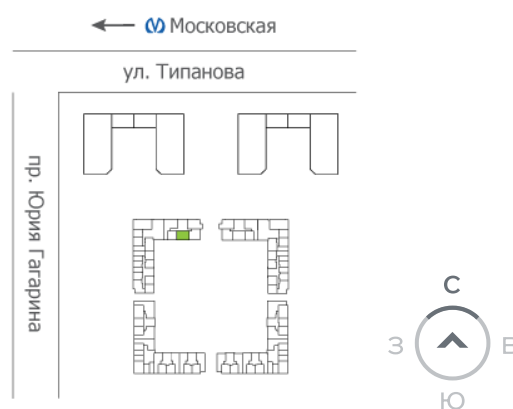 Московская
ул. Типанова
пр. Юрия Гагарина
С
З
В
Ю